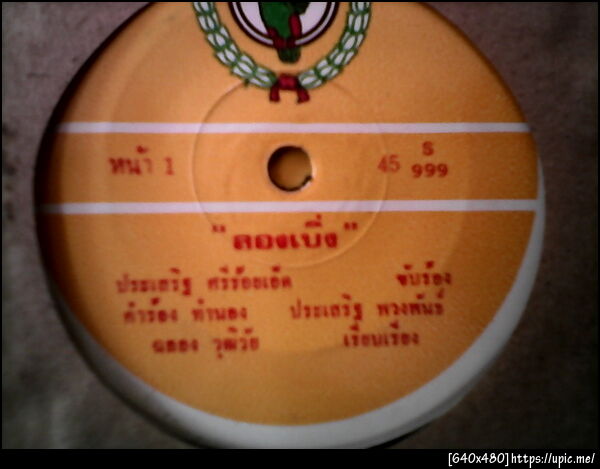 หน้า 1 45 S 999
"ลองเบิ่ง"
ประเสริฐ ศรีร้อยเอ็ด ขับร้อง
คำร้อง ทำนอง ประเสริฐ พวงพันธ์
ฉลอง วุฒิวัย เรียบเรียง
[640x480]https://upic.me/